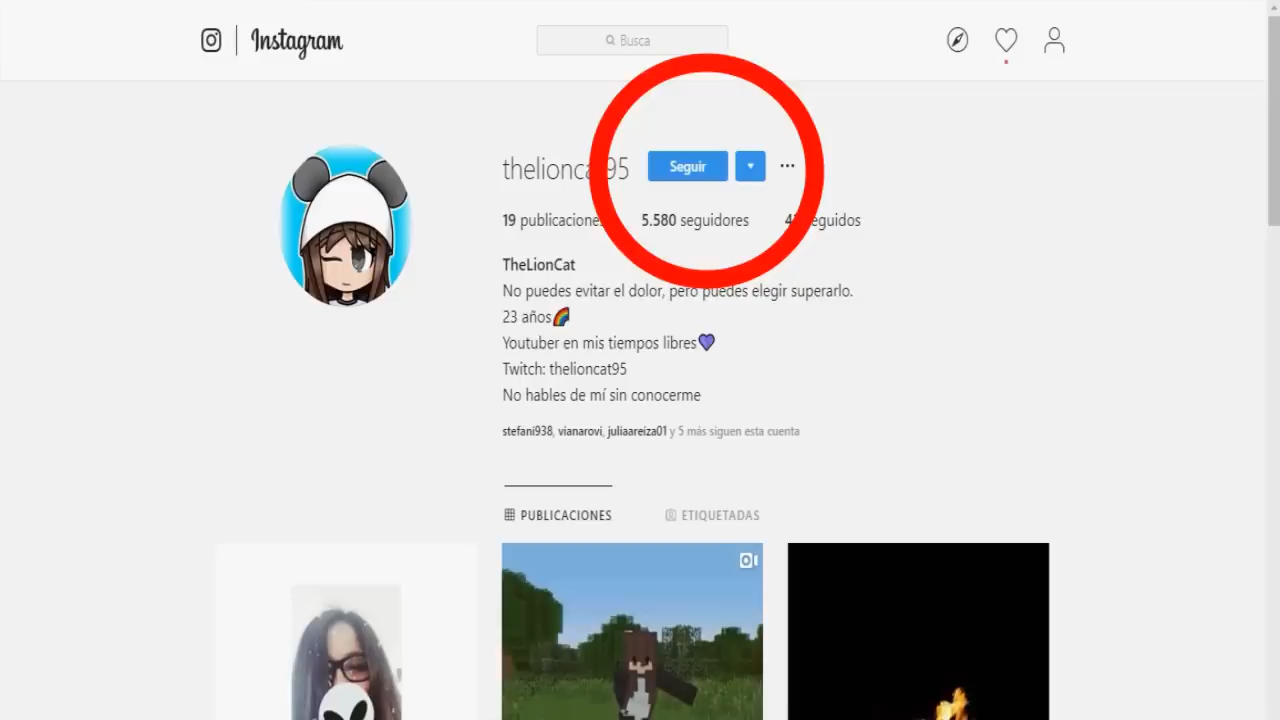 Instagram
Busca
thelioncat95 Seguir
19 publicaciones 5.580 seguidores seguidos
TheLionCat
No puedes evitar el dolor, pero puedes elegir superarlo.
23 años🌈
Youtuber en mis tiempos libres💜
Twitch: thelioncat95
No hables de mí sin conocerme
stefani938, vianarovi, juliaareiza01 y 5 más siguen esta cuenta
PUBLICACIONES ETIQUETADAS